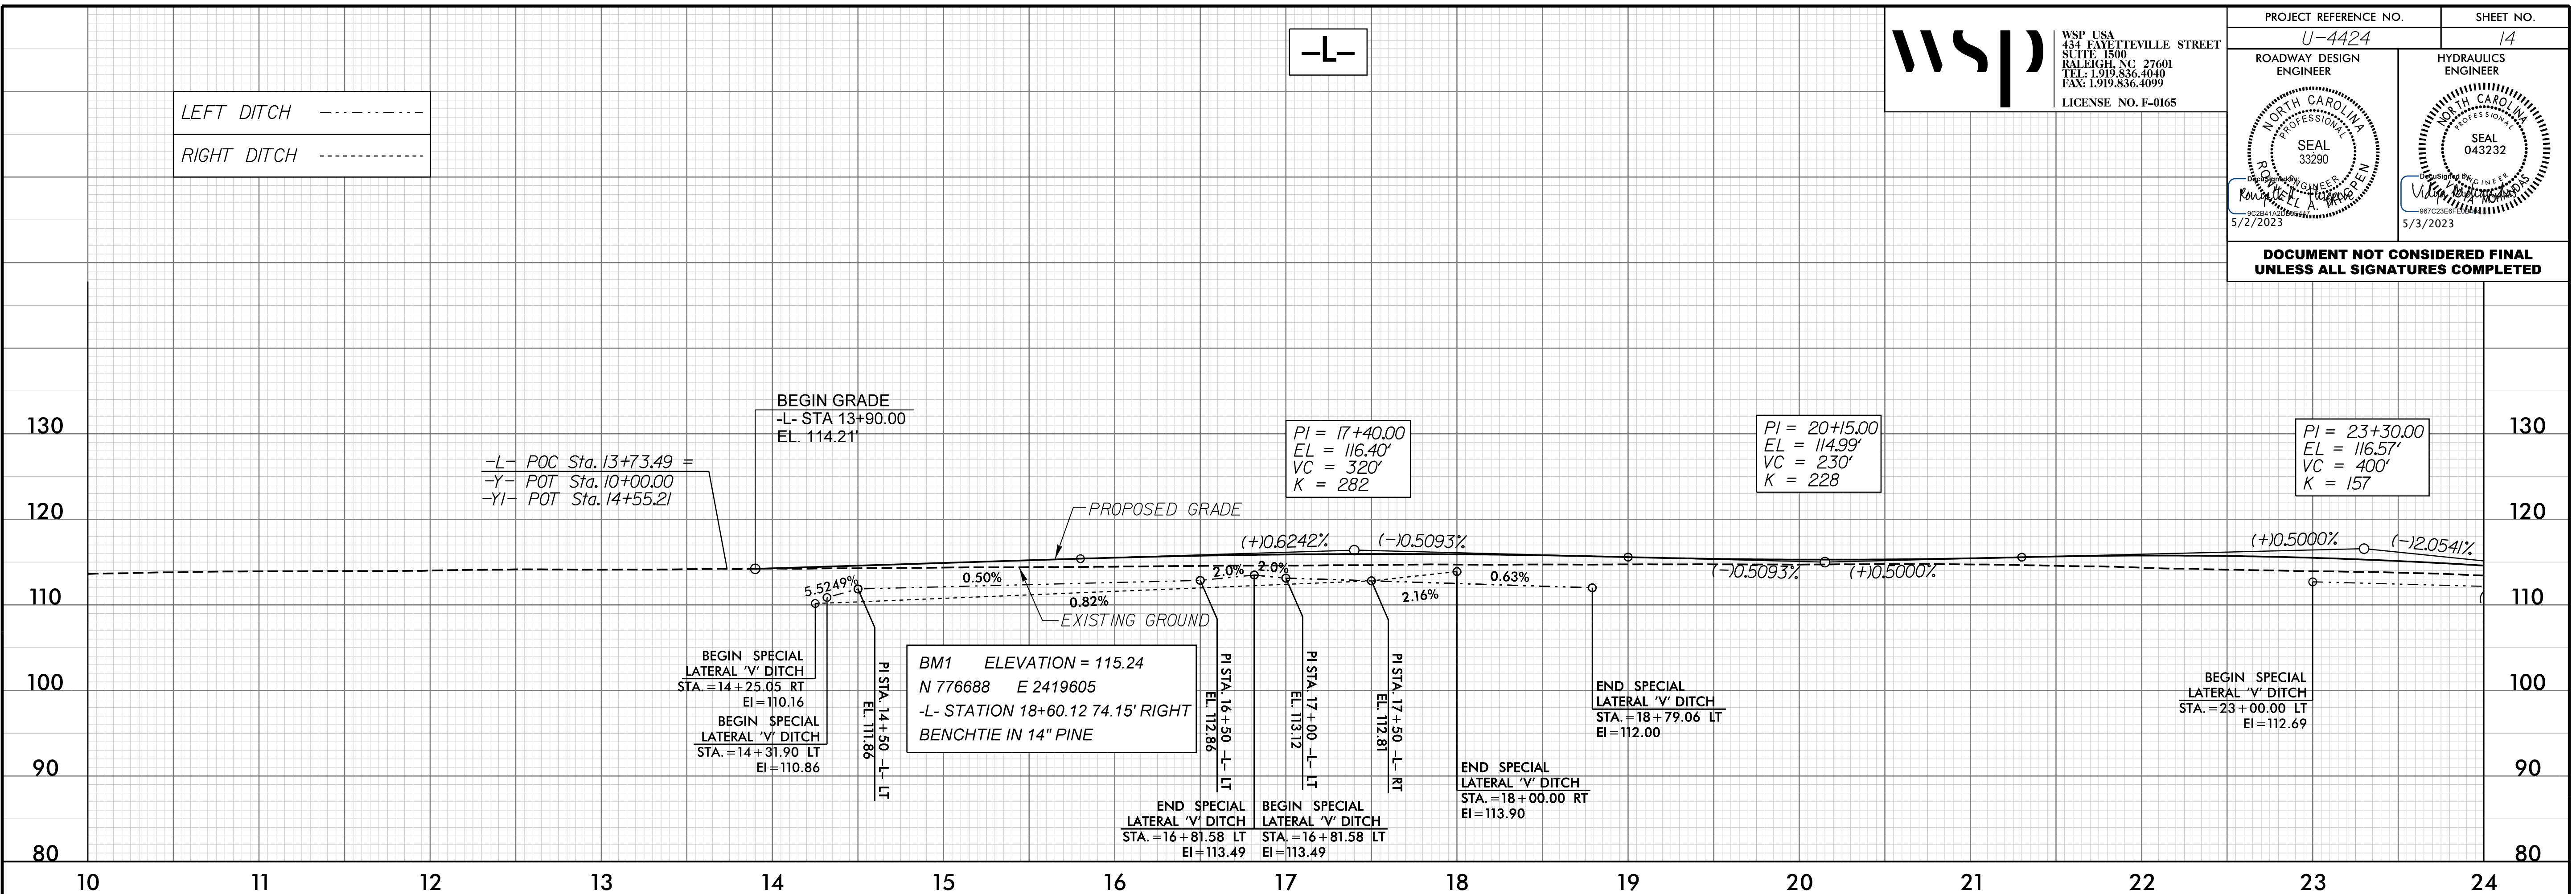 -L-
WSP
WSP USA
434 FAYETTEVILLE STREET
SUITE 1500
RALEIGH, NC 27601
TEL: 1.919.836.4040
FAX: 1.919.836.4099
LICENSE NO. F-0165
PROJECT REFERENCE NO.
SHEET NO.
U-4424
14
ROADWAY DESIGN
ENGINEER
HYDRAULICS
ENGINEER
NORTH CAROLINA
PROFESSIONAL
SEAL
33290
ENGINEER
DocuSigned by:
5/2/2023
NORTH CAROLINA
PROFESSIONAL
SEAL
043232
ENGINEER
DocuSigned by:
5/3/2023
DOCUMENT NOT CONSIDERED FINAL
UNLESS ALL SIGNATURES COMPLETED
LEFT DITCH
RIGHT DITCH
BEGIN GRADE
-L- STA 13+90.00
EL. 114.21'
-L- POC Sta. 13+73.49 =
-Y- POT Sta. 10+00.00
-Y1- POT Sta. 14+55.21
PI = 17+40.00
EL = 116.40'
VC = 320'
K = 282
PI = 20+15.00
EL = 114.99'
VC = 230'
K = 228
PI = 23+30.00
EL = 116.57'
VC = 400'
K = 157
130
130
120
120
110
110
100
100
90
90
80
80
PROPOSED GRADE
(+)0.6242%
(-)0.5093%
(-)0.5093%
(+)0.5000%
(+)0.5000%
(-)2.0541%
5.5249%
0.50%
2.0%
2.0%
0.63%
0.82%
2.16%
EXISTING GROUND
BEGIN SPECIAL
LATERAL 'V' DITCH
STA.=14+25.05 RT
El=110.16
BEGIN SPECIAL
LATERAL 'V' DITCH
STA.=14+31.90 LT
El=110.86
PI STA. 14+50 -L- LT
EL. 111.86
BM1 ELEVATION = 115.24
N 776688 E 2419605
-L- STATION 18+60.12 74.15' RIGHT
BENCHTIE IN 14" PINE
PI STA. 16+50 -L- LT
EL. 112.86
END SPECIAL
LATERAL 'V' DITCH
STA.=16+81.58 LT
El=113.49
BEGIN SPECIAL
LATERAL 'V' DITCH
STA.=16+81.58 LT
El=113.49
PI STA. 17+00 -L- LT
EL. 113.12
PI STA. 17+50 -L- RT
EL. 112.81
END SPECIAL
LATERAL 'V' DITCH
STA.=18+00.00 RT
El=113.90
END SPECIAL
LATERAL 'V' DITCH
STA.=18+79.06 LT
El=112.00
BEGIN SPECIAL
LATERAL 'V' DITCH
STA.=23+00.00 LT
El=112.69
10 11 12 13 14 15 16 17 18 19 20 21 22 23 24